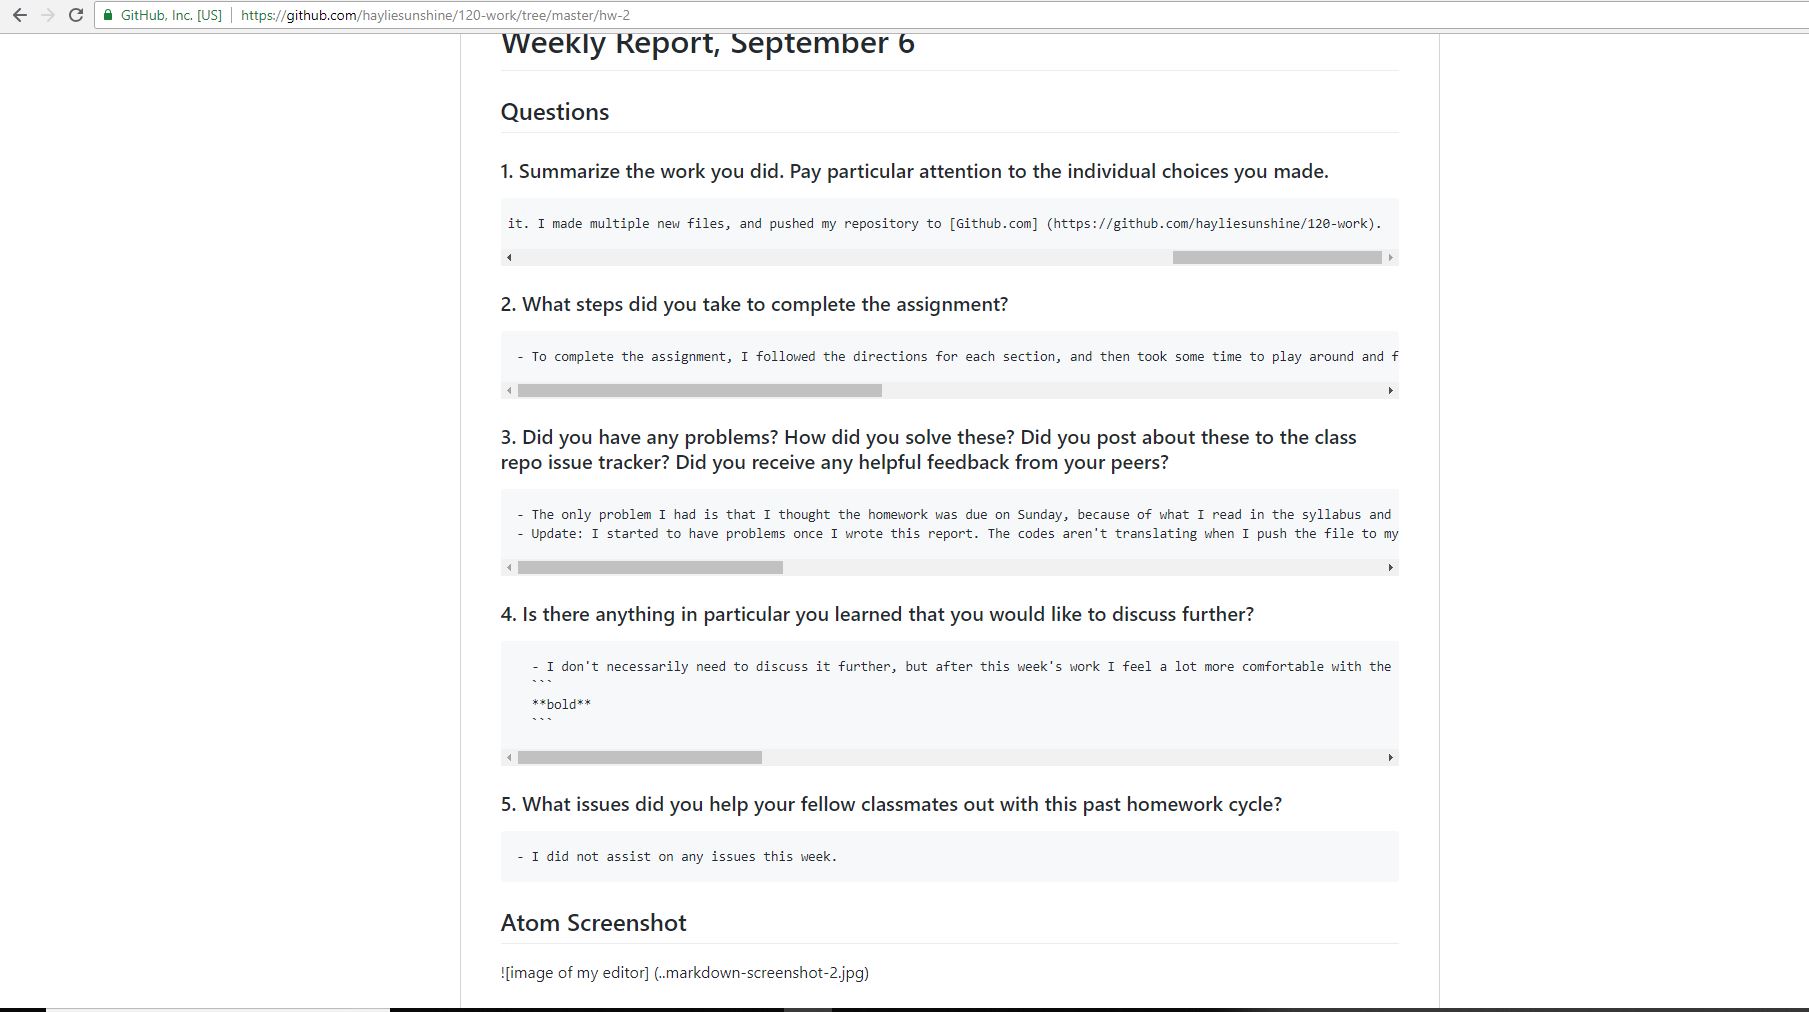 GitHub, Inc. [US] https://github.com/hayliesunshine/120-work/tree/master/hw-2
Weekly Report, September 6
Questions
1. Summarize the work you did. Pay particular attention to the individual choices you made.
it. I made multiple new files, and pushed my repository to [Github.com] (https://github.com/hayliesunshine/120-work).
2. What steps did you take to complete the assignment?
- To complete the assignment, I followed the directions for each section, and then took some time to play around and f
3. Did you have any problems? How did you solve these? Did you post about these to the class
repo issue tracker? Did you receive any helpful feedback from your peers?
- The only problem I had is that I thought the homework was due on Sunday, because of what I read in the syllabus and
- Update: I started to have problems once I wrote this report. The codes aren't translating when I push the file to my
4. Is there anything in particular you learned that you would like to discuss further?
- I don't necessarily need to discuss it further, but after this week's work I feel a lot more comfortable with the
```
**bold**
```
5. What issues did you help your fellow classmates out with this past homework cycle?
- I did not assist on any issues this week.
Atom Screenshot
![image of my editor] (..markdown-screenshot-2.jpg)